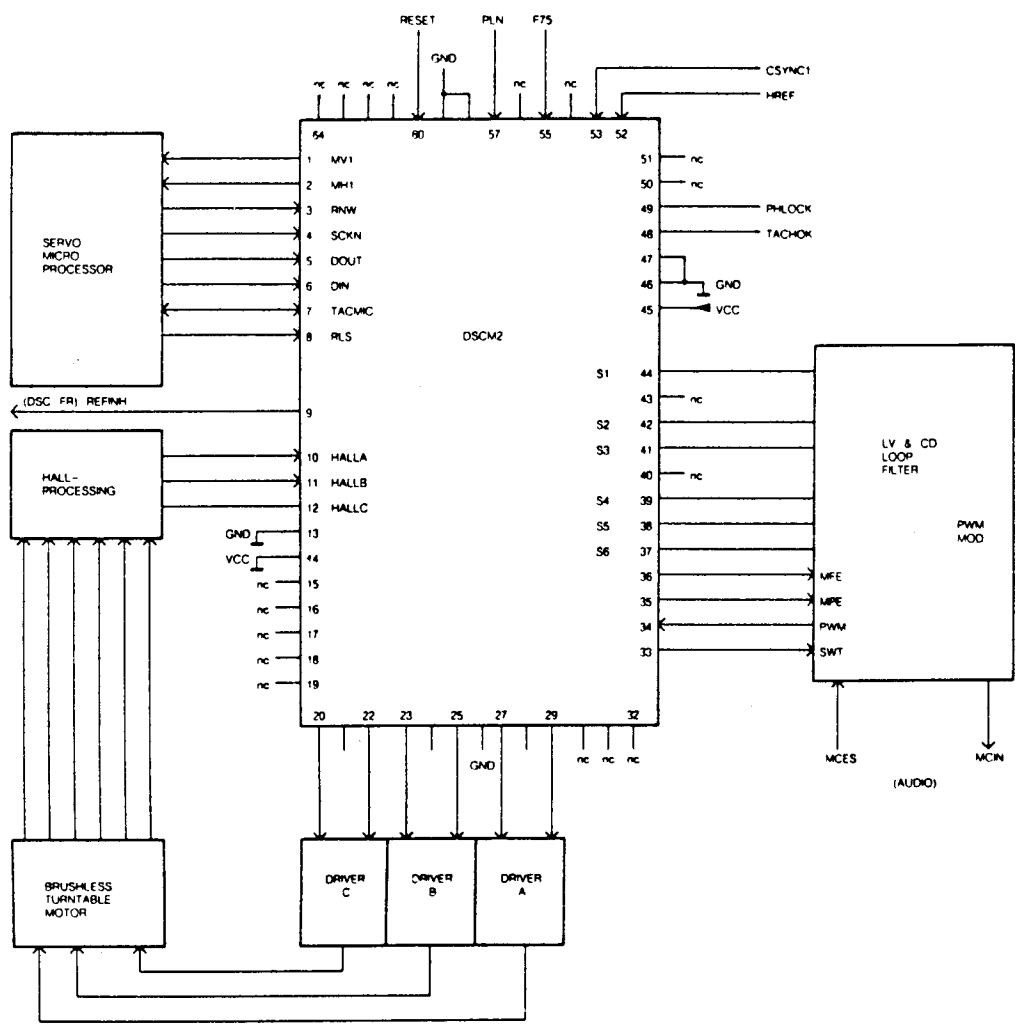 RESET PLN F75
GND
nc nc nc nc nc nc
CSYNC1
HREF
64 60 57 55 53 52
SERVO
MICRO
PROCESSOR
1 MV1
2 MH1
3 RNW
4 SCKN
5 DOUT
6 DIN
7 TACMIC
8 RLS
(DSC FR) REFINH 9
HALL-
PROCESSING
10 HALLA
11 HALLB
12 HALLC
GND 13
VCC 14
nc 15
nc 16
nc 17
nc 18
nc 19
DSCM2
51 nc
50 nc
49 PHLOCK
48 TACHOK
47
46 GND
45 VCC
S1 44
43 nc
S2 42
S3 41
40 nc
S4 39
S5 38
S6 37
36 MFE
35 MPE
34 PWM
33 SWT
LV & CD
LOOP
FILTER
PWM
MOD
20 22 23 25 27 29 32
GND nc nc nc
MCES MCIN
(AUDIO)
BRUSHLESS
TURNTABLE
MOTOR
DRIVER
C
DRIVER
B
DRIVER
A